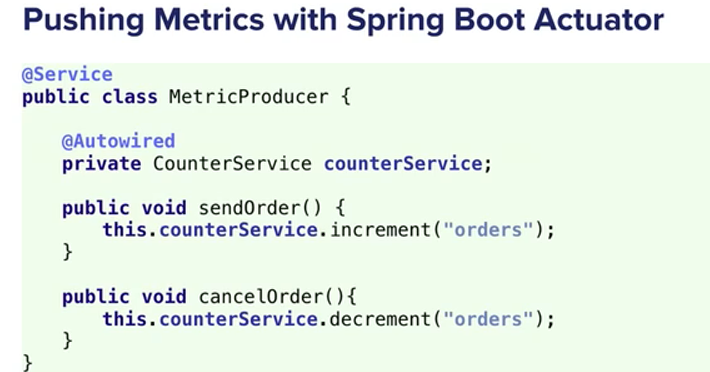 Pushing Metrics with Spring Boot Actuator
@Service
public class MetricProducer {
@Autowired
private CounterService counterService;
public void sendOrder() {
this.counterService.increment("orders");
}
public void cancelOrder(){
this.counterService.decrement("orders");
}
}